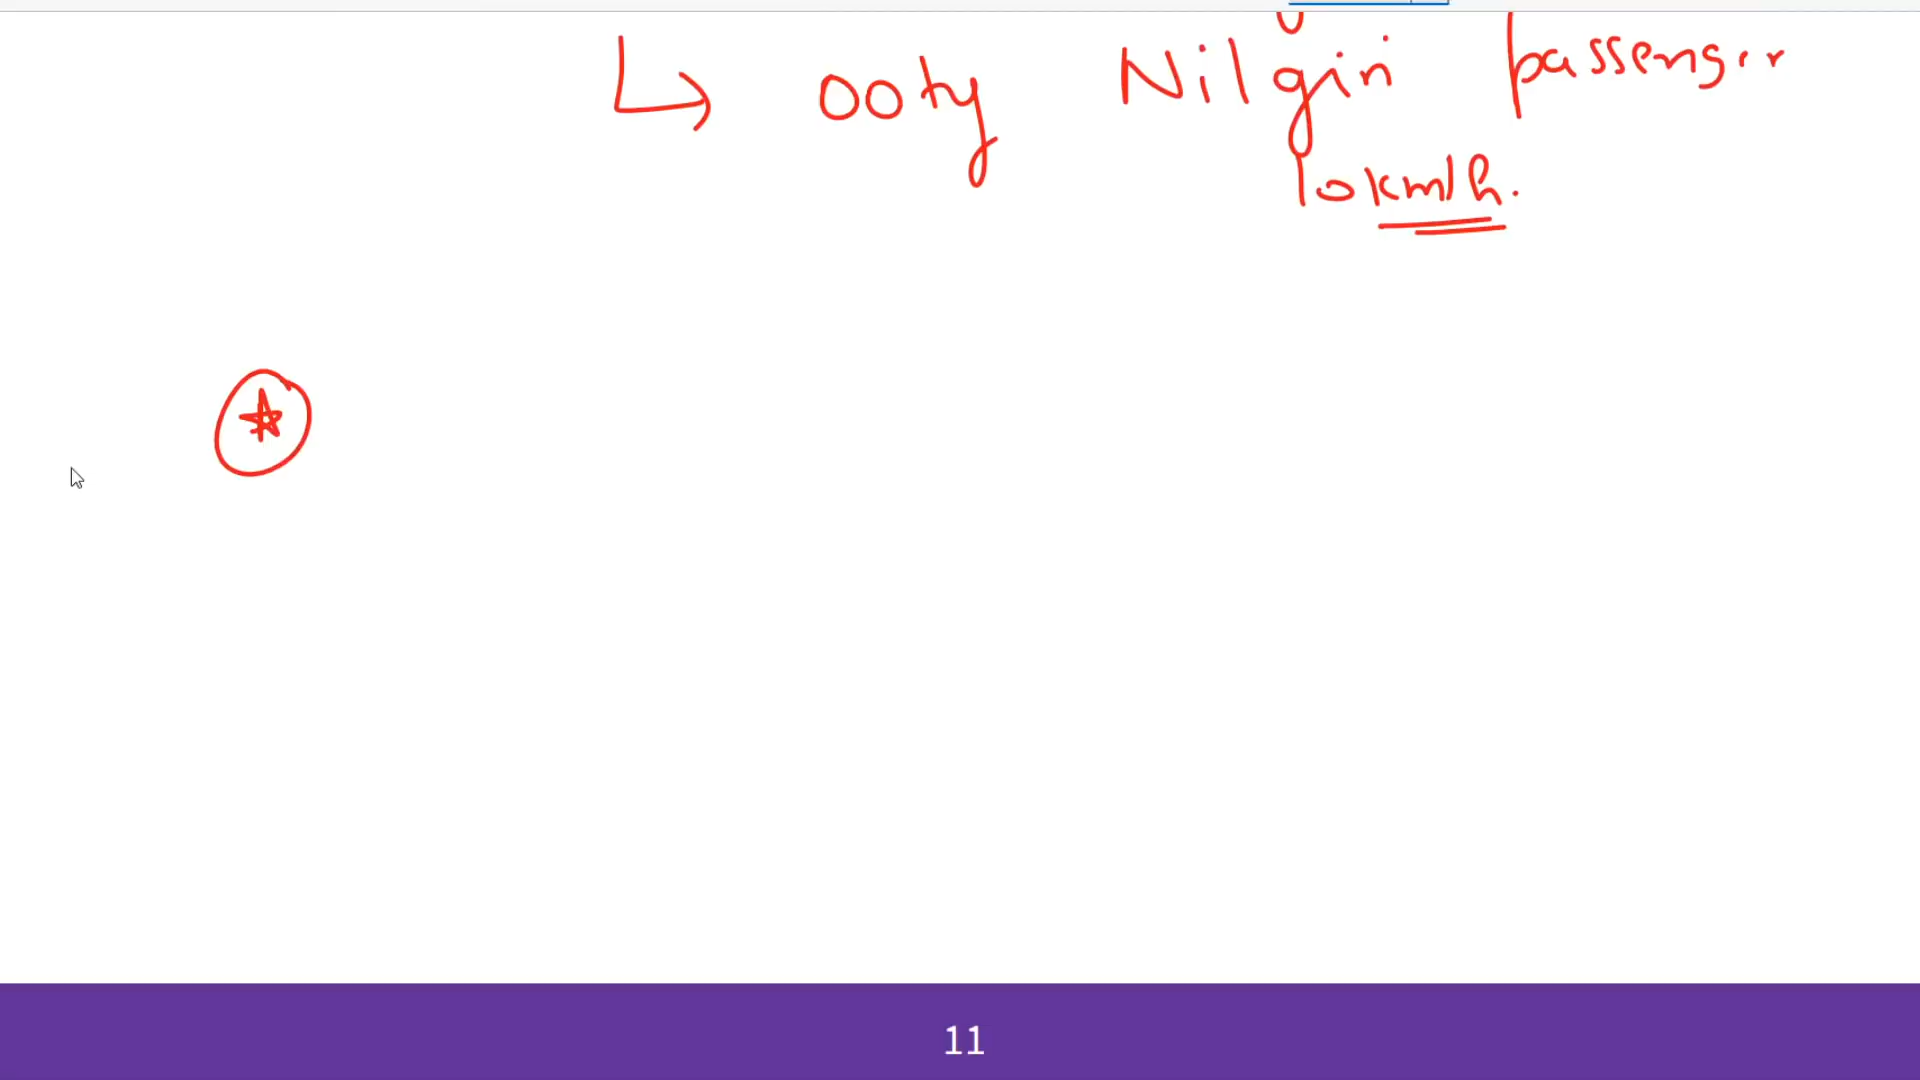 ↳ ooty Nilgiri passenger
10km/h.
11